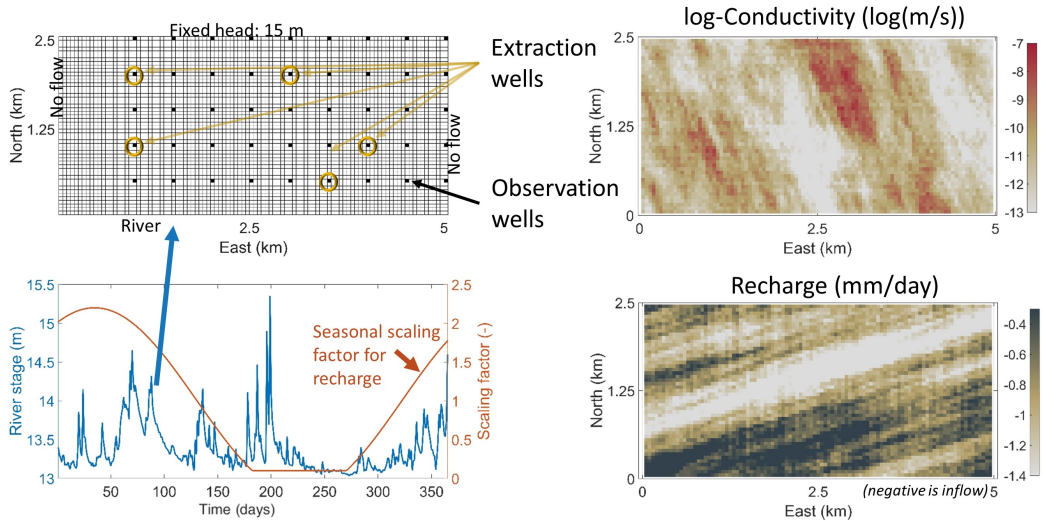 Fixed head: 15 m
2.5
1.25
North (km)
No flow
No flow
0
River
2.5
5
East (km)
Extraction
wells
Observation
wells
log-Conductivity (log(m/s))
2.5
1.25
0
North (km)
0
2.5
5
East (km)
-7
-8
-9
-10
-11
-12
-13
15.5
15
14.5
14
13.5
13
River stage (m)
Seasonal scaling
factor for
recharge
2.5
2
1.5
1
0.5
0
Scaling factor (-)
50
100
150
200
250
300
350
Time (days)
Recharge (mm/day)
2.5
1.25
0
North (km)
0
2.5
5
(negative is inflow)
East (km)
-0.4
-0.6
-0.8
-1
-1.2
-1.4